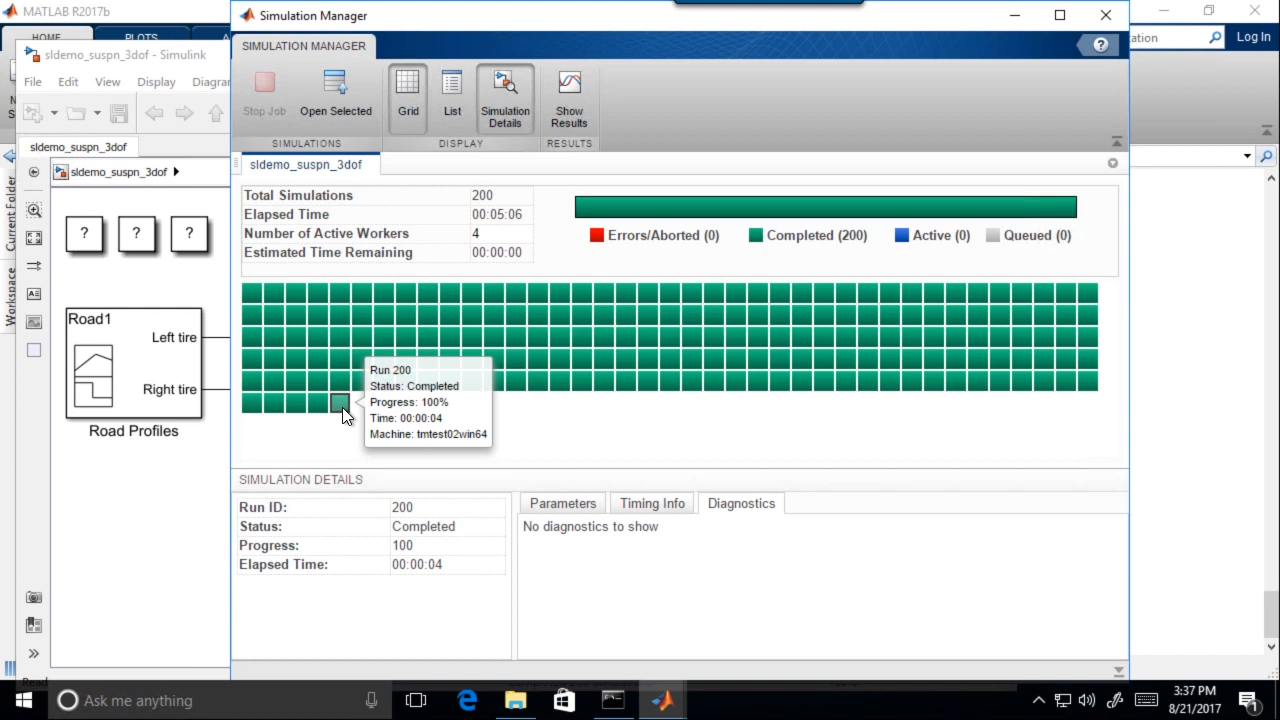 MATLAB R2017b
HOME
PLOTS
Log In
sldemo_suspn_3dof - Simulink
File Edit View Display Diagram
sldemo_suspn_3dof
sldemo_suspn_3dof
Current Folder
Workspace
?
?
?
Road1
Left tire
Right tire
Road Profiles
Simulation Manager
SIMULATION MANAGER
?
Stop Job
Open Selected
Grid
List
Simulation
Details
Show
Results
SIMULATIONS
DISPLAY
RESULTS
sldemo_suspn_3dof
Total Simulations 200
Elapsed Time 00:05:06
Number of Active Workers 4
Estimated Time Remaining 00:00:00
Errors/Aborted (0)
Completed (200)
Active (0)
Queued (0)
Run 200
Status: Completed
Progress: 100%
Time: 00:00:04
Machine: tmtest02win64
SIMULATION DETAILS
Run ID: 200
Status: Completed
Progress: 100
Elapsed Time: 00:00:04
Parameters
Timing Info
Diagnostics
No diagnostics to show
Ask me anything
3:37 PM
8/21/2017
1